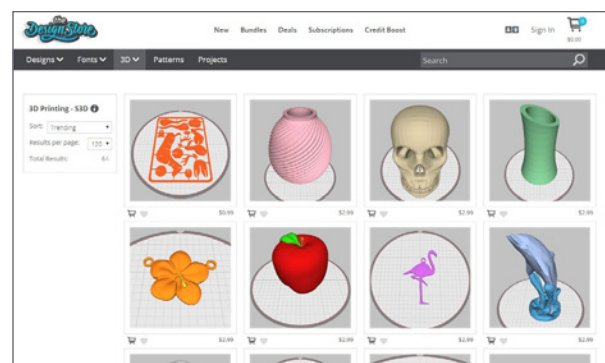 the
Design Store
New Bundles Deals Subscriptions Credit Boost
Sign In
$0.00
Designs Fonts 3D Patterns Projects
Search
3D Printing - S3D
Sort: Trending
Results per page: 120
Total Results:
$0.99 $2.99 $2.99 $2.99
$2.99 $2.99 $2.99 $2.99